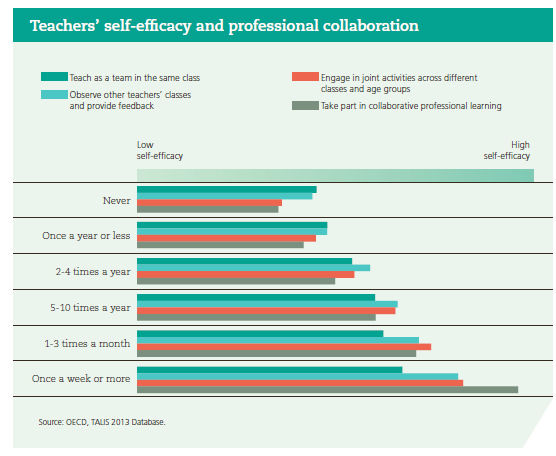 Teachers’ self-efficacy and professional collaboration
Teach as a team in the same class
Observe other teachers’ classes
and provide feedback
Engage in joint activities across different
classes and age groups
Take part in collaborative professional learning
Low
self-efficacy
High
self-efficacy
Never
Once a year or less
2-4 times a year
5-10 times a year
1-3 times a month
Once a week or more
Source: OECD, TALIS 2013 Database.